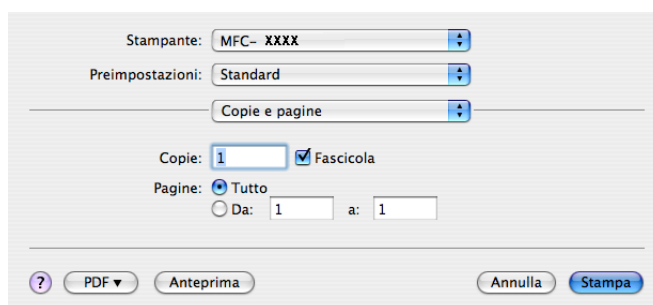 Stampante: MFC- XXXX
Preimpostazioni: Standard
Copie e pagine
Copie: 1 Fascicola
Pagine: Tutto
Da: 1 a: 1
? PDF ▼ Anteprima Annulla Stampa